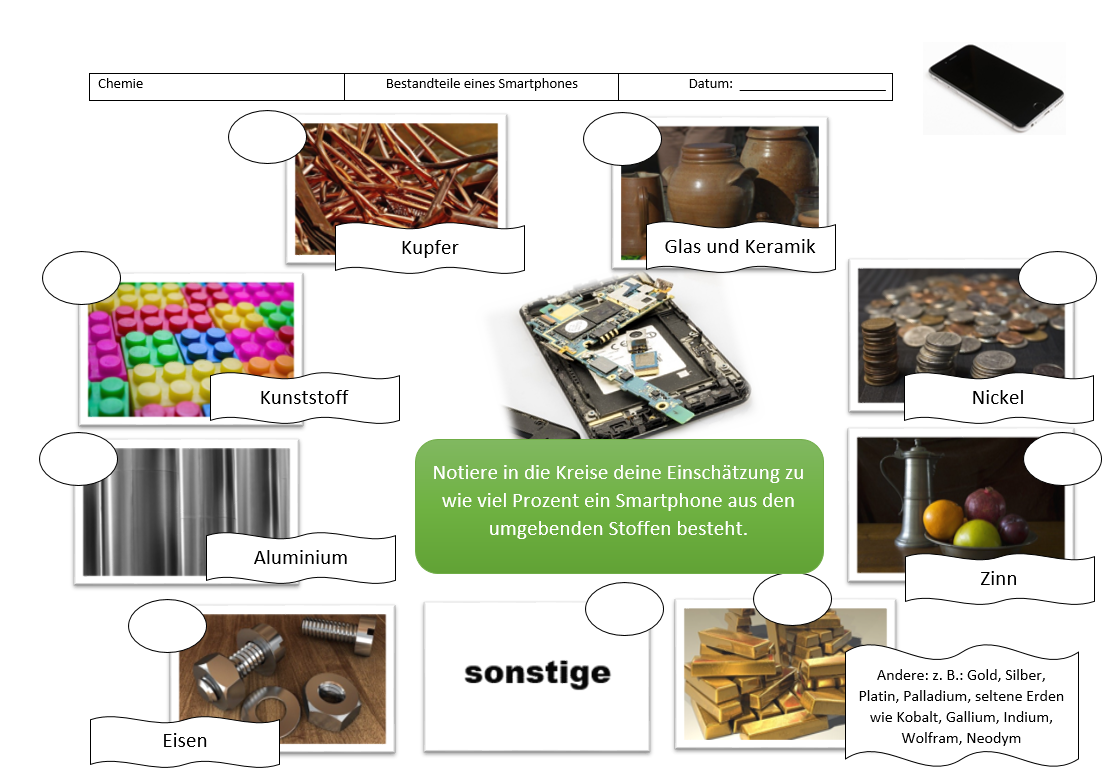 Chemie
Bestandteile eines Smartphones
Datum: ____________________
Kupfer
Glas und Keramik
Kunststoff
Nickel
Notiere in die Kreise deine Einschätzung zu
wie viel Prozent ein Smartphone aus den
umgebenden Stoffen besteht.
Aluminium
Zinn
Eisen
sonstige
Andere: z. B.: Gold, Silber,
Platin, Palladium, seltene Erden
wie Kobalt, Gallium, Indium,
Wolfram, Neodym